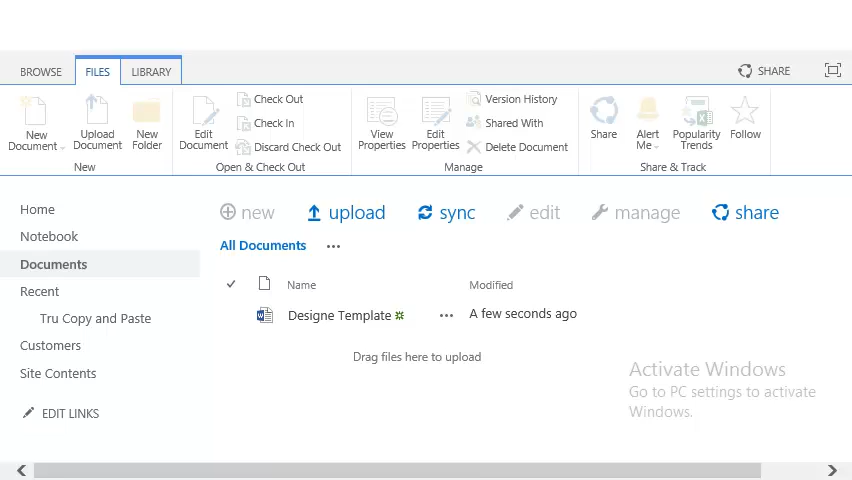 BROWSE FILES LIBRARY SHARE
New Document Upload Document New Folder Edit Document Check Out Check In Discard Check Out View Properties Edit Properties Version History Shared With Delete Document Share Alert Me Popularity Trends Follow
New Open & Check Out Manage Share & Track
Home
Notebook
Documents
Recent
Tru Copy and Paste
Customers
Site Contents
EDIT LINKS
new upload sync edit manage share
All Documents ...
Name Modified
Designe Template ... A few seconds ago
Drag files here to upload
Activate Windows
Go to PC settings to activate
Windows.